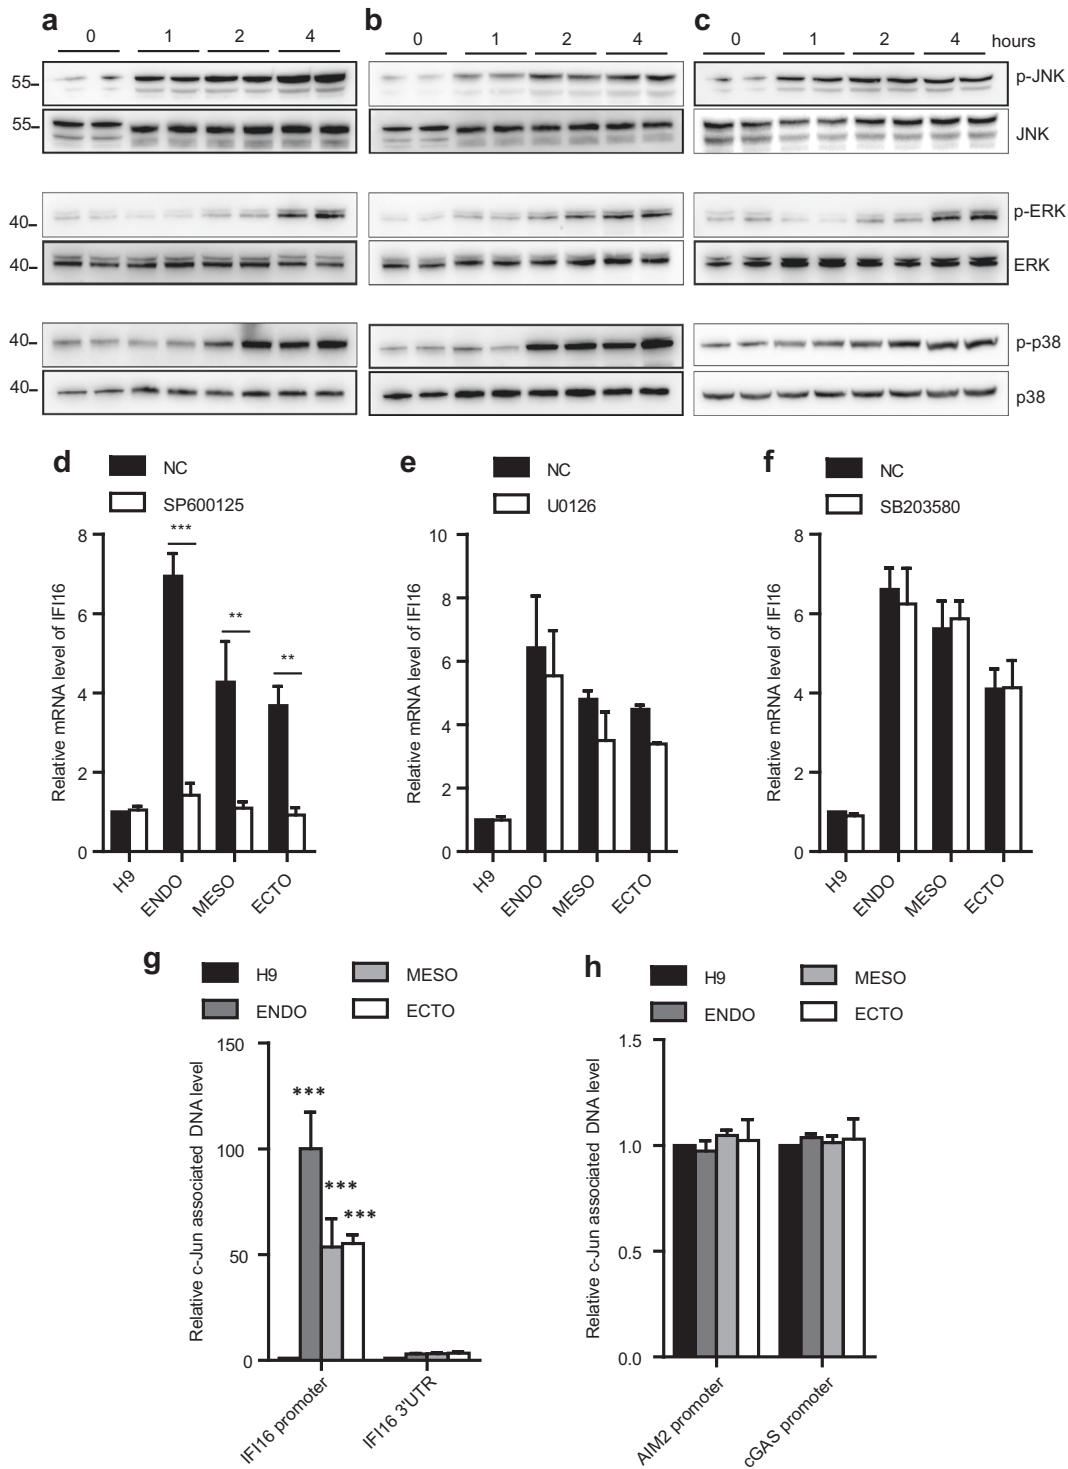 a b c
0 1 2 4 0 1 2 4 0 1 2 4 hours
55 p-JNK
55 JNK
40 p-ERK
40 ERK
40 p-p38
40 p38
d
NC
SP600125
Relative mRNA level of IFI16
8
6
4
2
0
***
**
**
H9 ENDO MESO ECTO
e
NC
U0126
Relative mRNA level of IFI16
10
8
6
4
2
0
H9 ENDO MESO ECTO
f
NC
SB203580
Relative mRNA level of IFI16
8
6
4
2
0
H9 ENDO MESO ECTO
g
H9 MESO
ENDO ECTO
Relative c-Jun associated DNA level
150
100
50
0
***
***
***
IFI16 promoter IFI16 3'UTR
h
H9 MESO
ENDO ECTO
Relative c-Jun associated DNA level
1.5
1.0
0.5
0.0
AIM2 promoter cGAS promoter